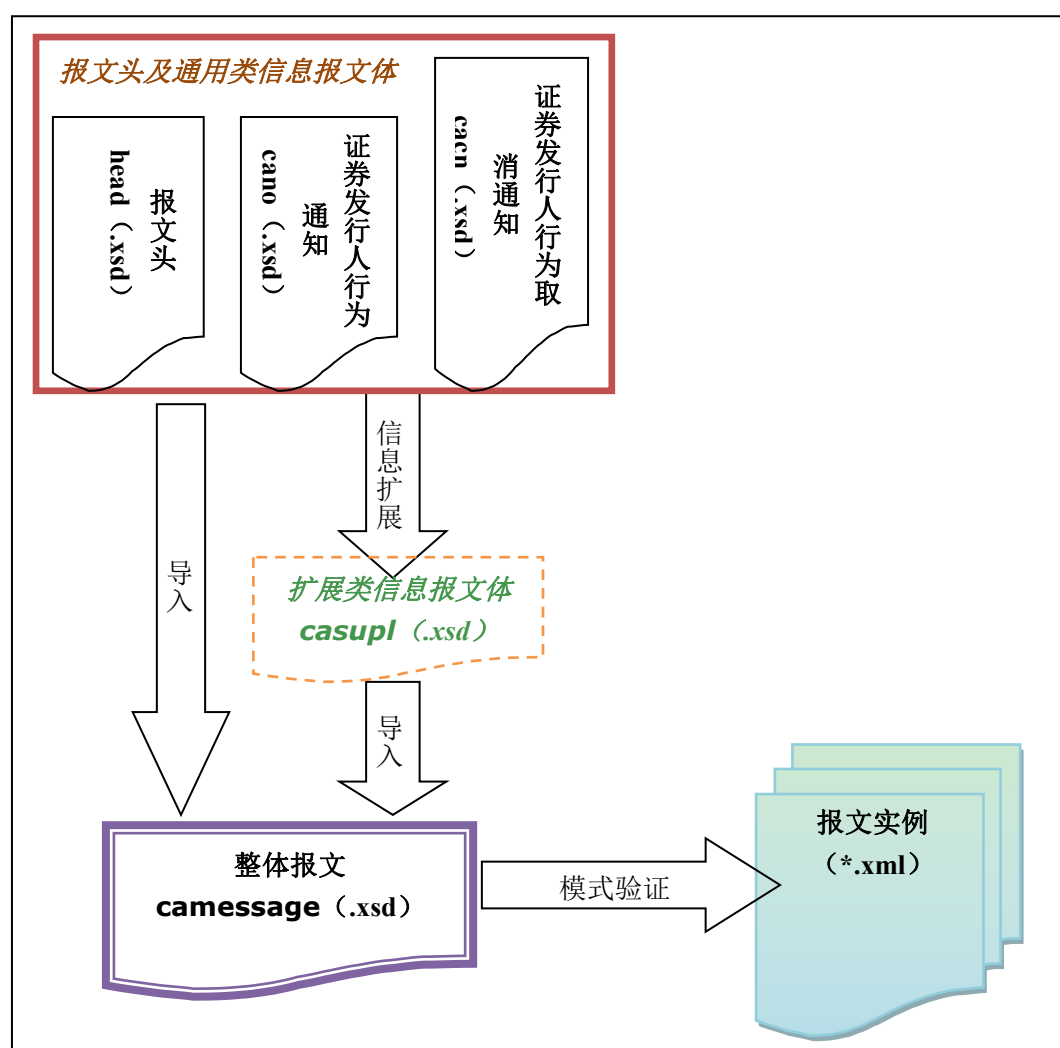 报文头及通用类信息报文体
报文头
head（.xsd）
证券发行人行为
通知
cano（.xsd）
证券发行人行为取
消通知
cacn（.xsd）
导入
信息扩展
扩展类信息报文体
casupl（.xsd）
导入
整体报文
camessage（.xsd）
模式验证
报文实例
（*.xml）